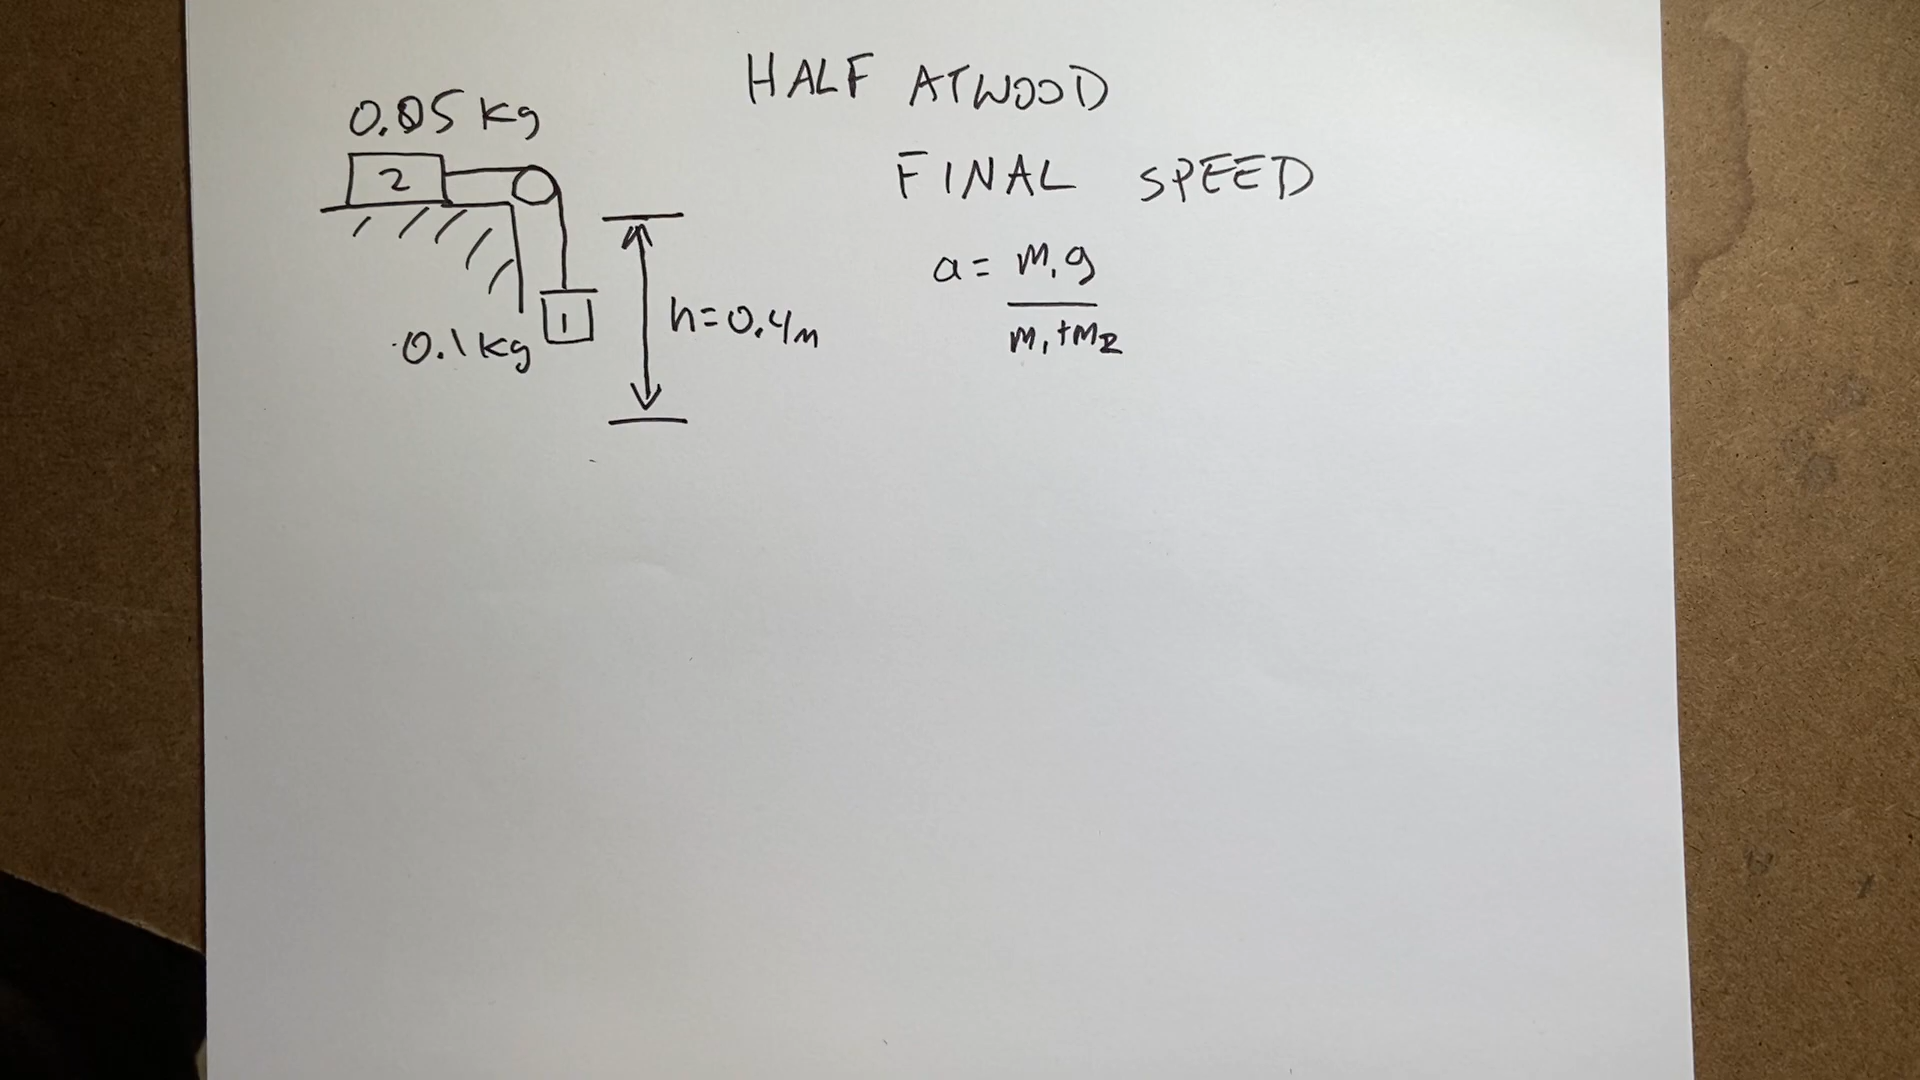 HALF ATWOOD
FINAL SPEED
0.05 kg
2
1
0.1 kg
h=0.4m
a= m₁g
m₁+m₂